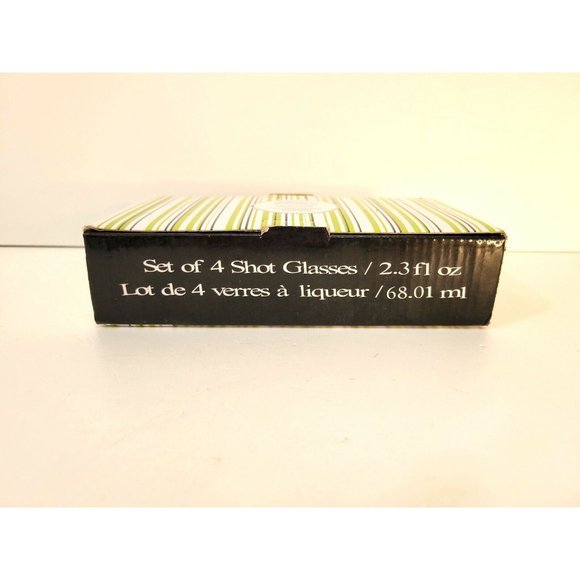 Set of 4 Shot Glasses / 2.3 fl oz
Lot de 4 verres à liqueur / 68.01 ml